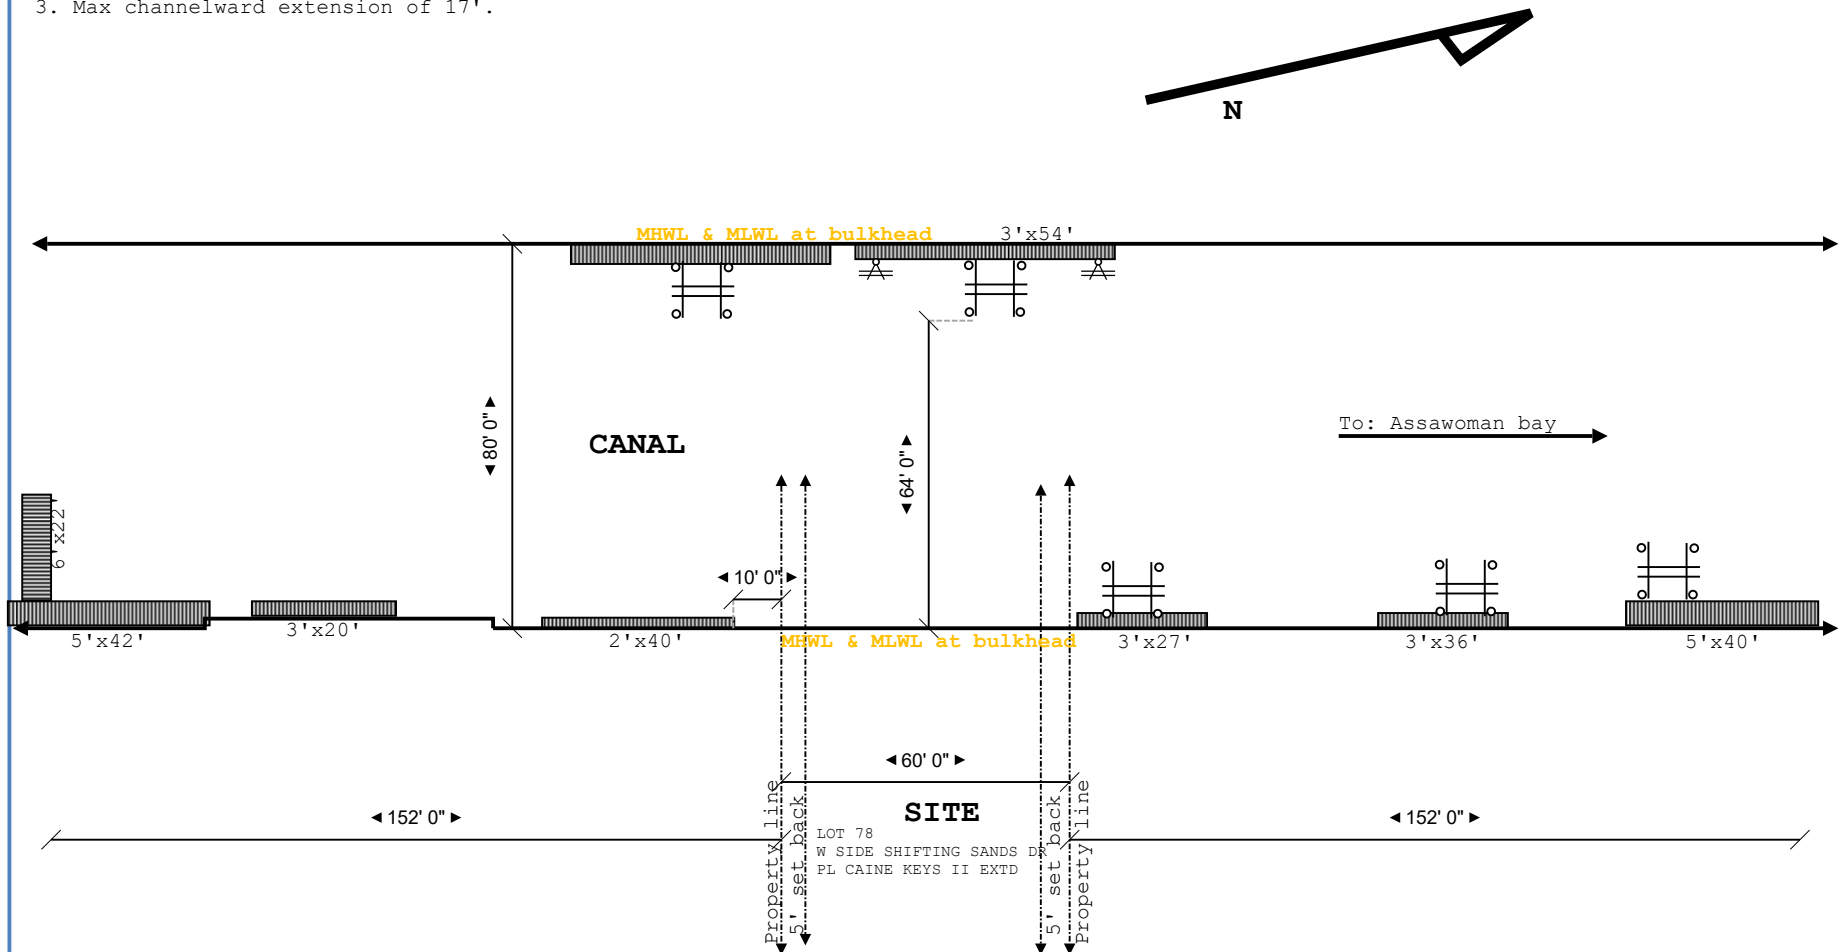 3. Max channelward extension of 17'.
N
MHWL & MLWL at bulkhead
3'x54'
80' 0"
CANAL
64' 0"
To: Assawoman bay
6'x22'
10' 0"
5'x42'
3'x20'
2'x40'
MHWL & MLWL at bulkhead
3'x27'
3'x36'
5'x40'
60' 0"
152' 0"
Property line
5' set back
SITE
LOT 78
W SIDE SHIFTING SANDS DR
PL CAINE KEYS II EXTD
5' set back
Property line
152' 0"